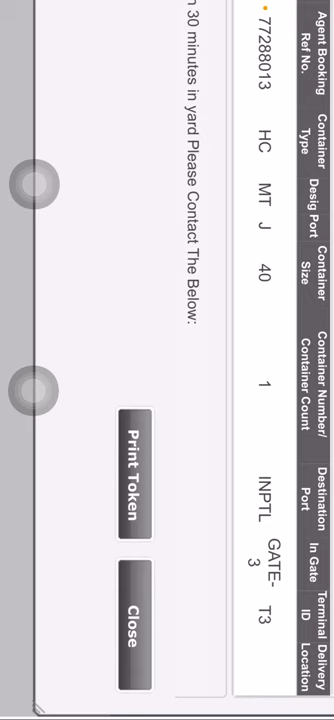 Agent Booking Ref No. Container Type Desig Port Container Size Container Number/ Container Count Destination Port In Gate Terminal ID Delivery Location
77288013 HC MT J 40 1 INPTL GATE-3 T3
30 minutes in yard Please Contact The Below:
Print Token Close